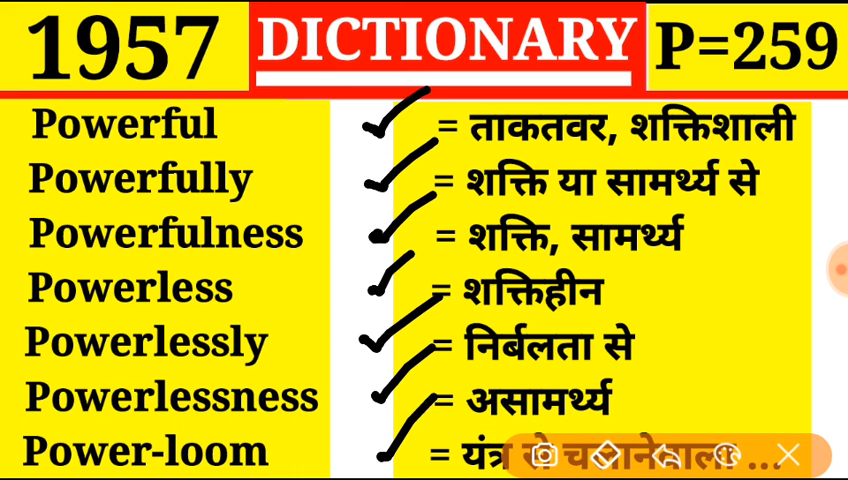 1957 DICTIONARY P=259
Powerful = ताकतवर, शक्तिशाली
Powerfully = शक्ति या सामर्थ्य से
Powerfulness = शक्ति, सामर्थ्य
Powerless = शक्तिहीन
Powerlessly = निर्बलता से
Powerlessness = असामर्थ्य
Power-loom = यंत्र से चलानेवाला ...